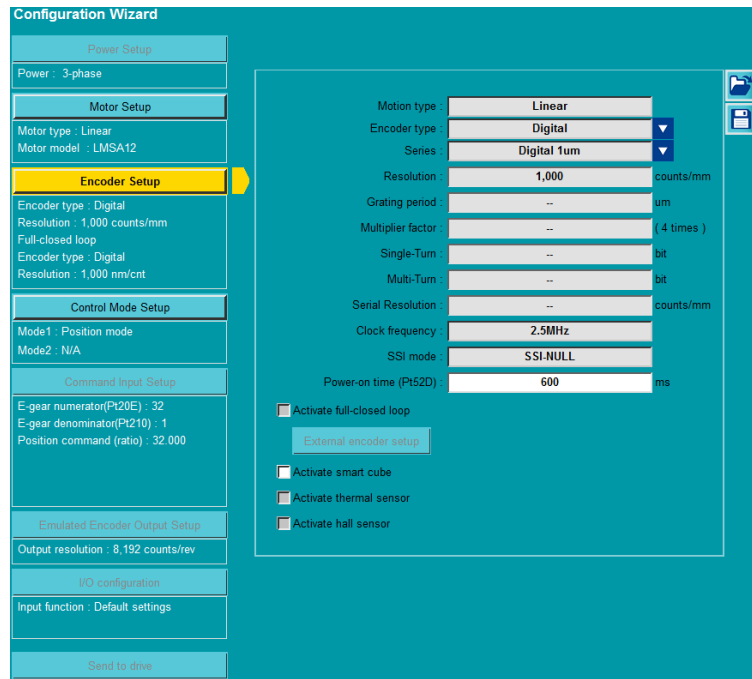 Configuration Wizard
Power Setup
Power : 3-phase
Motor Setup
Motor type : Linear
Motor model : LMSA12
Encoder Setup
Encoder type : Digital
Resolution : 1,000 counts/mm
Full-closed loop
Encoder type : Digital
Resolution : 1,000 nm/cnt
Control Mode Setup
Mode1 : Position mode
Mode2 : N/A
Command Input Setup
E-gear numerator(Pt20E) : 32
E-gear denominator(Pt210) : 1
Position command (ratio) : 32.000
Emulated Encoder Output Setup
Output resolution : 8,192 counts/rev
I/O configuration
Input function : Default settings
Send to drive
Motion type : Linear
Encoder type : Digital
Series : Digital 1um
Resolution : 1,000 counts/mm
Grating period : -- um
Multiplier factor : -- ( 4 times )
Single-Turn : -- bit
Multi-Turn : -- bit
Serial Resolution : -- counts/mm
Clock frequency : 2.5MHz
SSI mode : SSI-NULL
Power-on time (Pt52D) : 600 ms
Activate full-closed loop
External encoder setup
Activate smart cube
Activate thermal sensor
Activate hall sensor